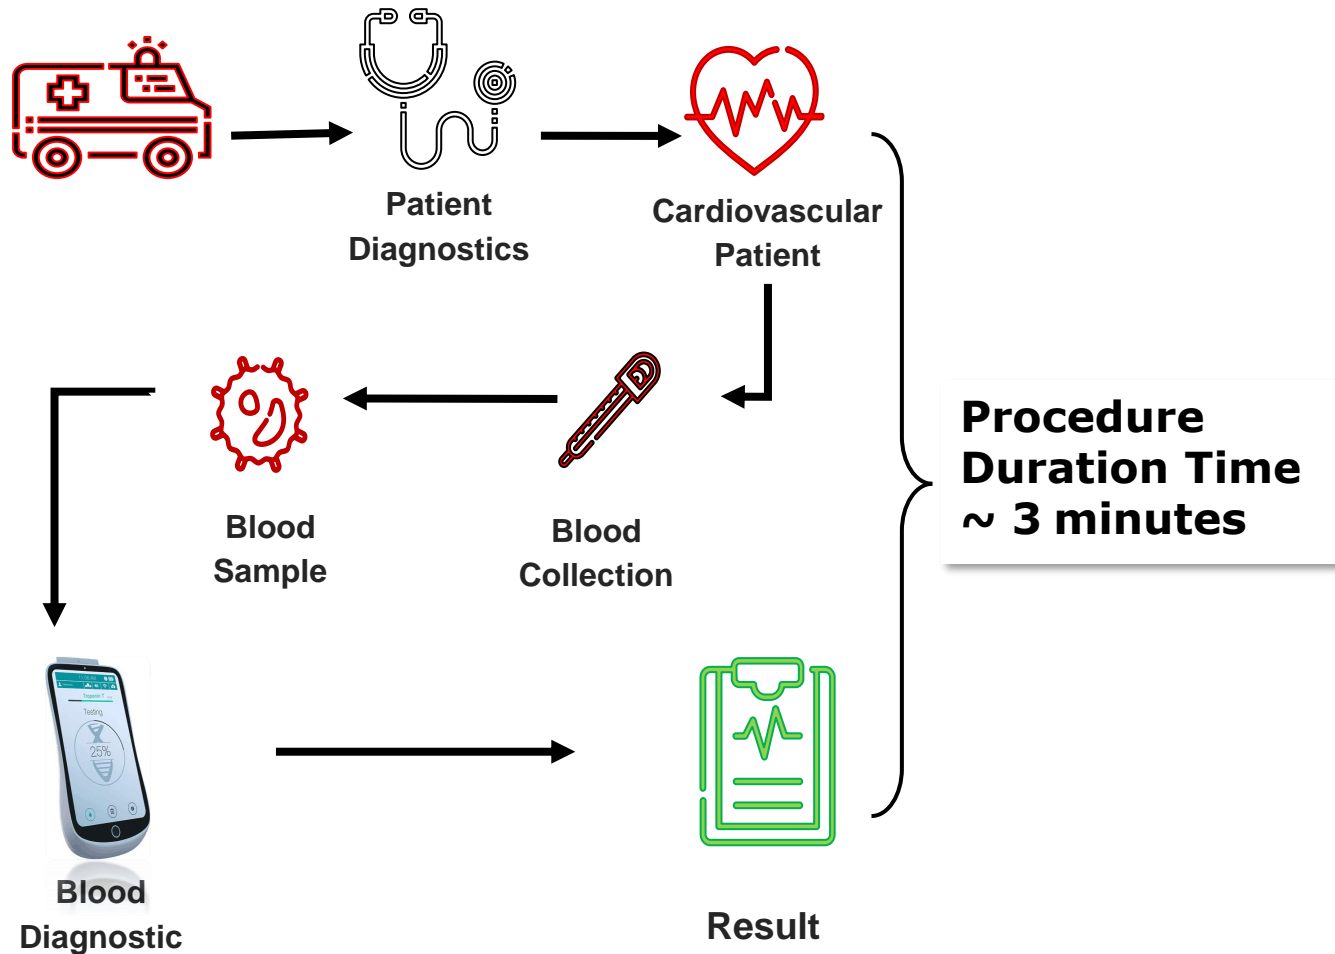 Patient
Diagnostics
Cardiovascular
Patient
Blood
Sample
Blood
Collection
Procedure
Duration Time
~ 3 minutes
Testing
25%
Blood
Diagnostic
Result